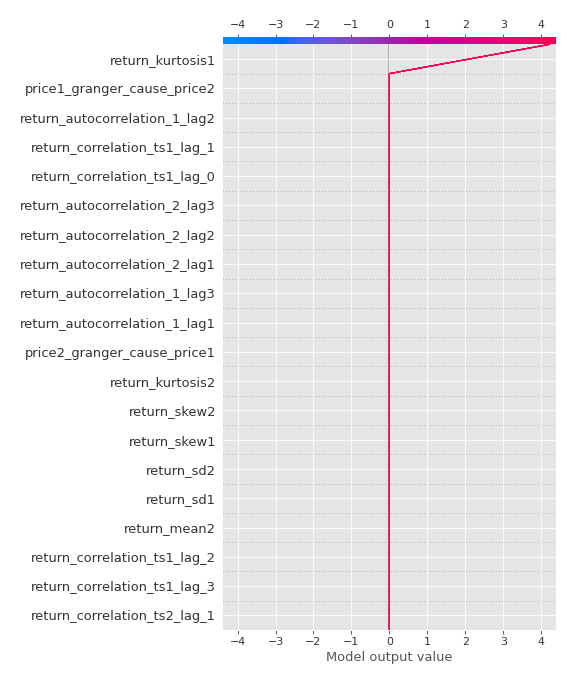 −4 −3 −2 −1 0 1 2 3 4
return_kurtosis1
price1_granger_cause_price2
return_autocorrelation_1_lag2
return_correlation_ts1_lag_1
return_correlation_ts1_lag_0
return_autocorrelation_2_lag3
return_autocorrelation_2_lag2
return_autocorrelation_2_lag1
return_autocorrelation_1_lag3
return_autocorrelation_1_lag1
price2_granger_cause_price1
return_kurtosis2
return_skew2
return_skew1
return_sd2
return_sd1
return_mean2
return_correlation_ts1_lag_2
return_correlation_ts1_lag_3
return_correlation_ts2_lag_1
−4 −3 −2 −1 0 1 2 3 4
Model output value